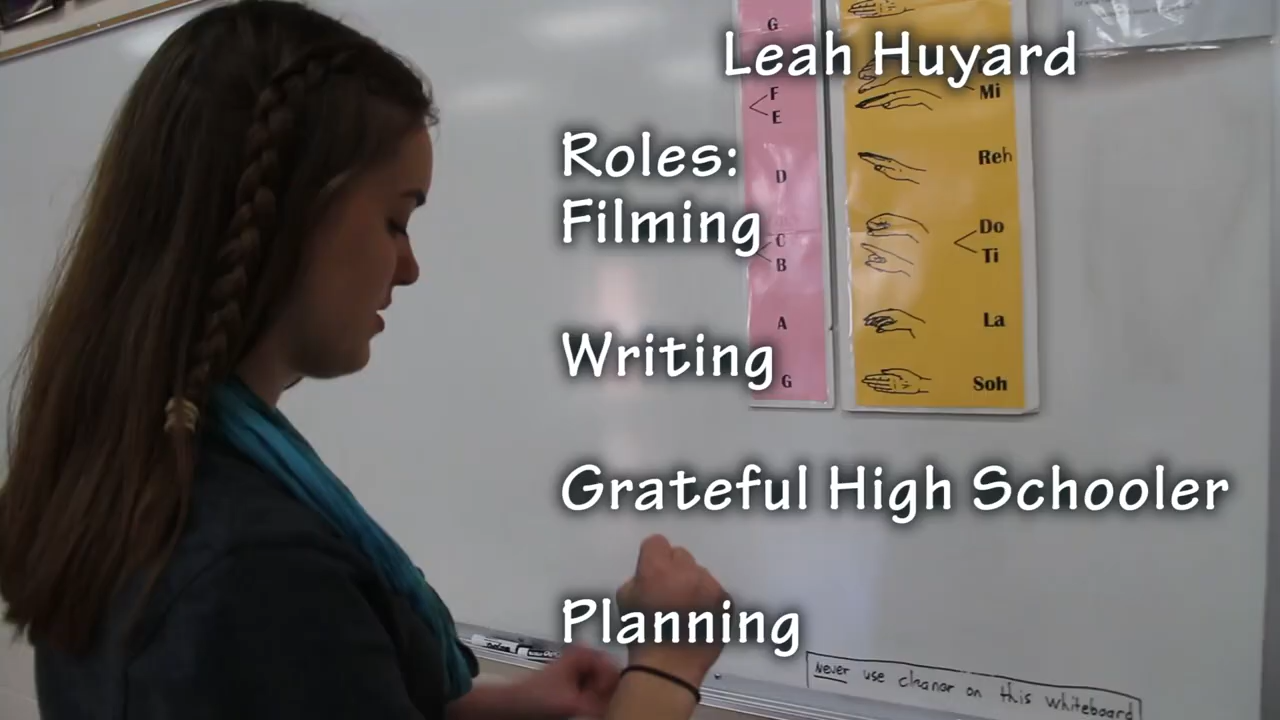 Leah Huyard
Roles:
Filming
Writing
Grateful High Schooler
Planning
G
F
E
D
C
B
A
G
Mi
Reh
Do
Ti
La
Soh
Never use cleanor on this whiteboard